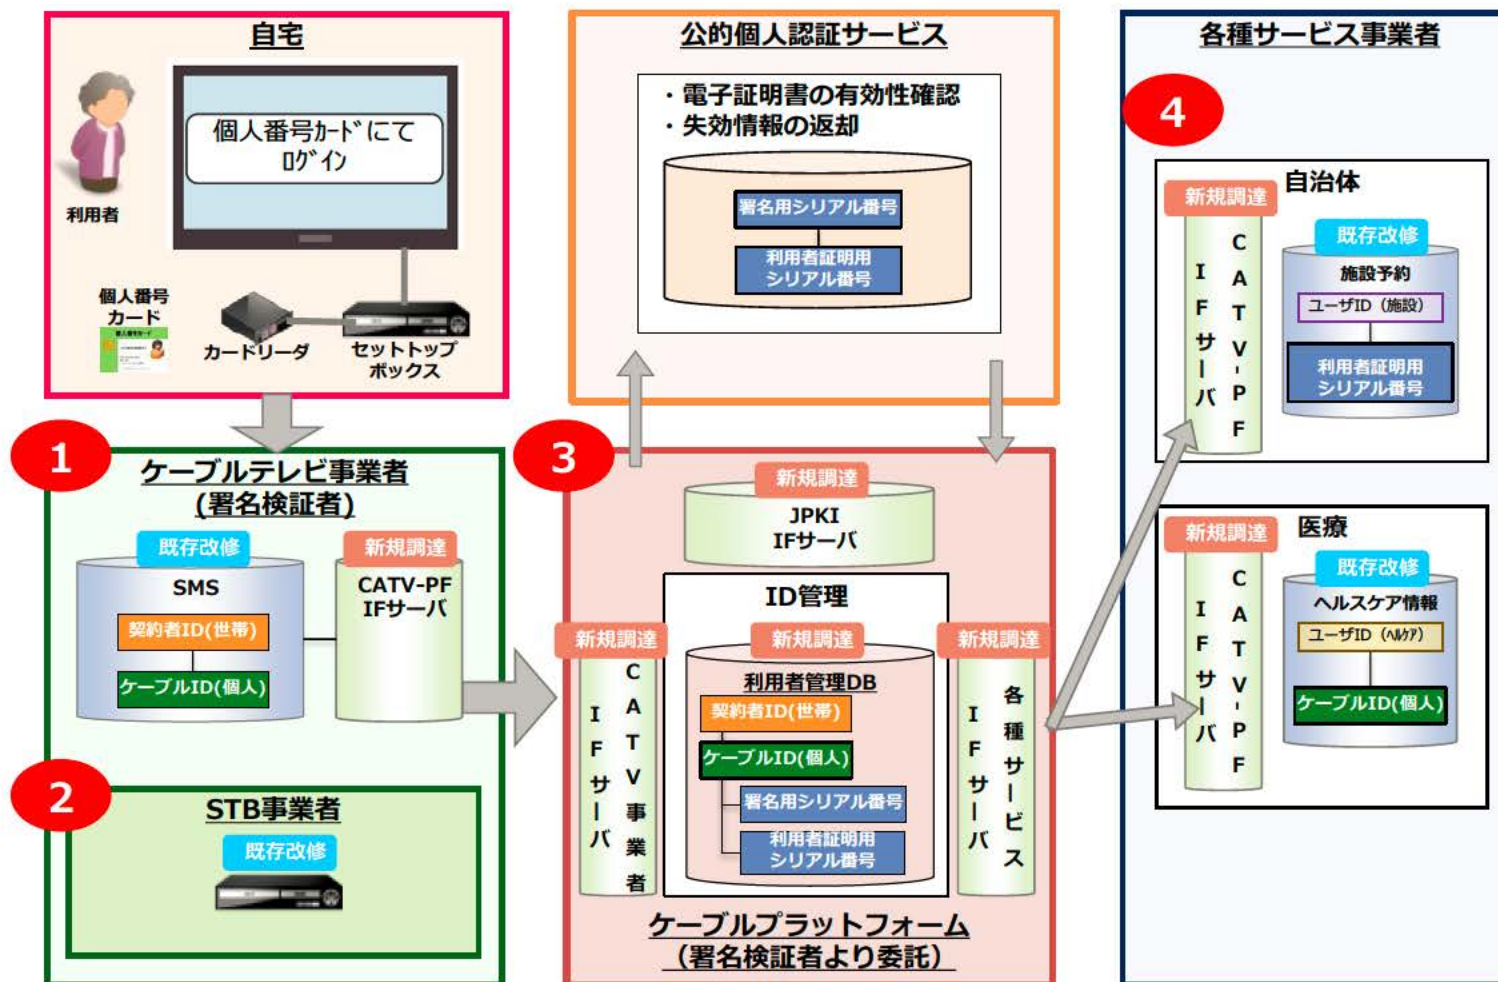 自宅
個人番号ｶｰﾄﾞにて
ﾛｸﾞｲﾝ
利用者
個人番号
カード
個人番号カード
カードリーダ
セットトップ
ボックス
公的個人認証サービス
・電子証明書の有効性確認
・失効情報の返却
署名用シリアル番号
利用者証明用
シリアル番号
各種サービス事業者
4
自治体
新規調達
CATV-PF
IFサーバ
既存改修
施設予約
ユーザID（施設）
利用者証明用
シリアル番号
医療
新規調達
CATV-PF
IFサーバ
既存改修
ヘルスケア情報
ユーザID（ﾍﾙｹｱ）
ケーブルID(個人)
1
ケーブルテレビ事業者
(署名検証者)
既存改修
SMS
契約者ID(世帯)
ケーブルID(個人)
新規調達
CATV-PF
IFサーバ
2
STB事業者
既存改修
3
新規調達
JPKI
IFサーバ
ID管理
新規調達
CATV事業者
IFサーバ
新規調達
利用者管理DB
契約者ID(世帯)
ケーブルID(個人)
署名用シリアル番号
利用者証明用
シリアル番号
新規調達
各種サービス
IFサーバ
ケーブルプラットフォーム
（署名検証者より委託）